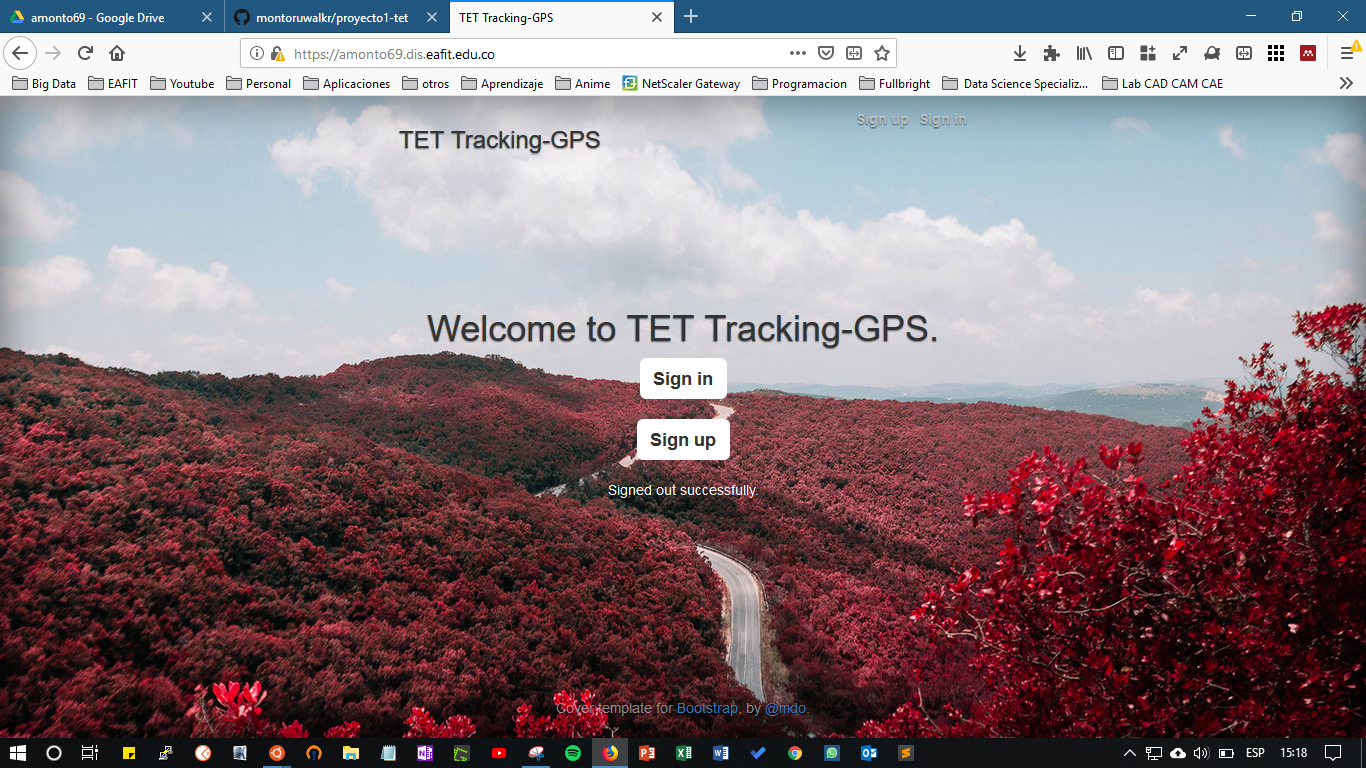 amonto69 - Google Drive
montoruwalkr/proyecto1-tet
TET Tracking-GPS
https://amonto69.dis.eafit.edu.co
Big Data
EAFIT
Youtube
Personal
Aplicaciones
otros
Aprendizaje
Anime
NetScaler Gateway
Programacion
Fullbright
Data Science Specializ...
Lab CAD CAM CAE
Sign up Sign in
TET Tracking-GPS
Welcome to TET Tracking-GPS.
Sign in
Sign up
Signed out successfully.
Cover template for Bootstrap, by @mdo.
ESP
15:18